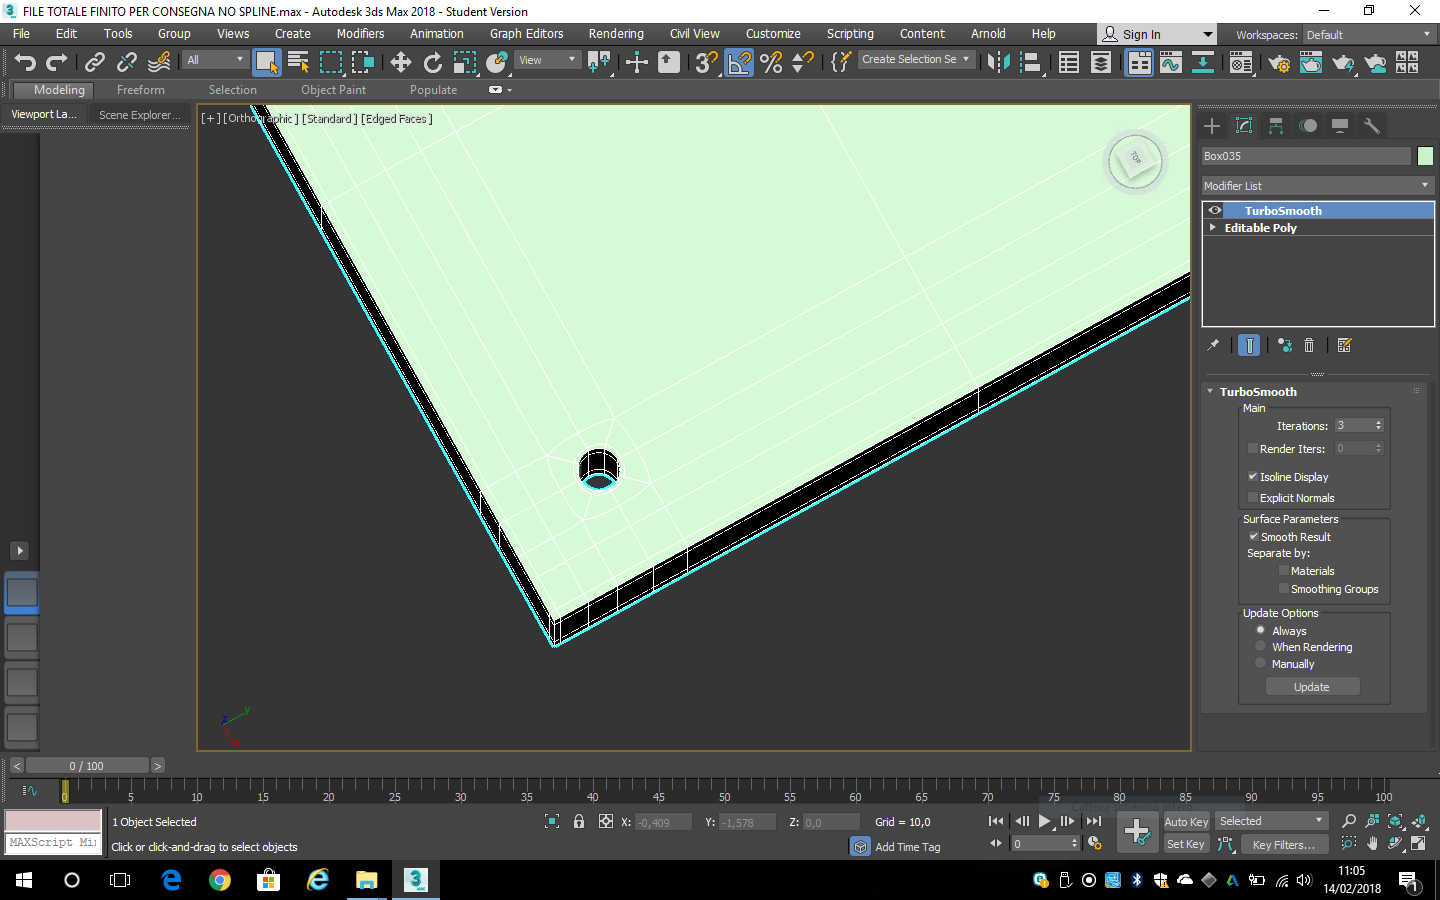 FILE TOTALE FINITO PER CONSEGNA NO SPLINE.max - Autodesk 3ds Max 2018 - Student Version
File Edit Tools Group Views Create Modifiers Animation Graph Editors Rendering Civil View Customize Scripting Content Arnold Help Sign In Workspaces: Default
All View Create Selection Se
Modeling Freeform Selection Object Paint Populate
Viewport La... Scene Explorer...
[+] [Orthographic] [Standard] [Edged Faces]
TOP
Box035
Modifier List
TurboSmooth
Editable Poly
TurboSmooth
Main
Iterations: 3
Render Iters: 0
Isoline Display
Explicit Normals
Surface Parameters
Smooth Result
Separate by:
Materials
Smoothing Groups
Update Options
Always
When Rendering
Manually
Update
y
0 / 100
0 5 10 15 20 25 30 35 40 45 50 55 60 65 70 75 80 85 90 95 100
Cattura schermo intero
1 Object Selected X: -0,409 Y: -1,578 Z: 0,0 Grid = 10,0 Auto Key Selected
MAXScript Mi Click or click-and-drag to select objects Add Time Tag 0 Set Key Key Filters...
11:05
14/02/2018